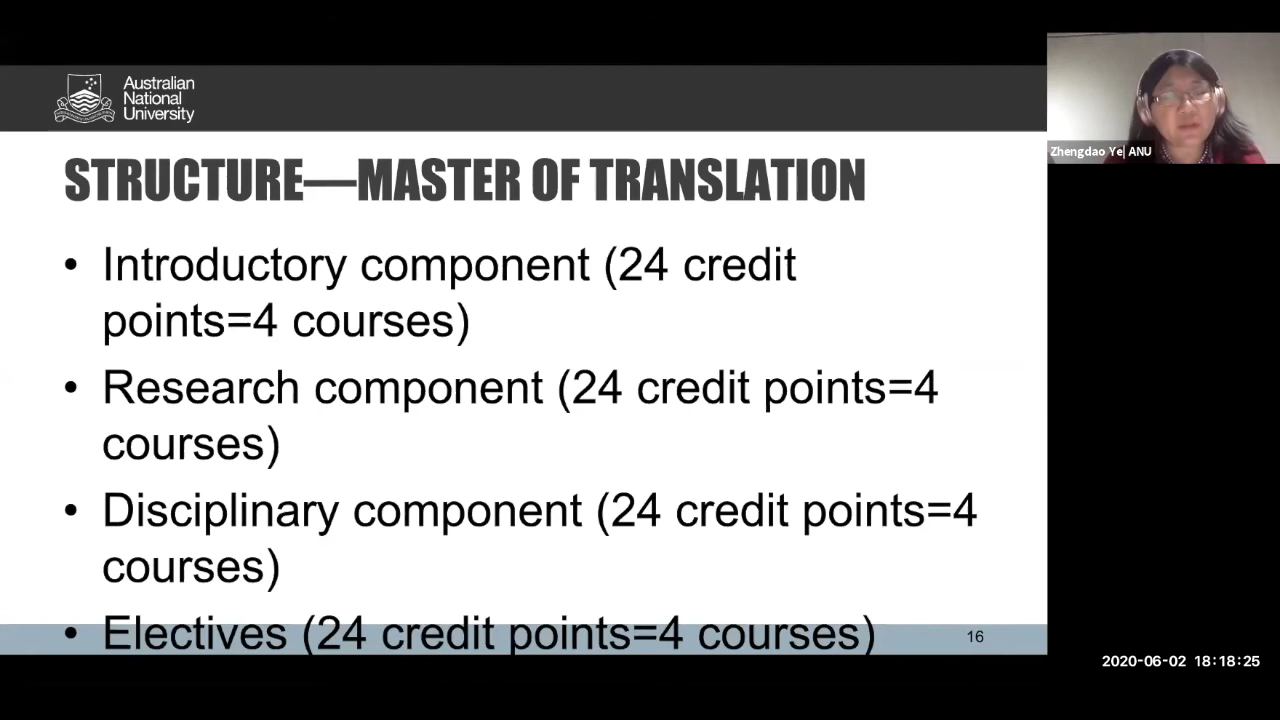 Australian
National
University
STRUCTURE—MASTER OF TRANSLATION
• Introductory component (24 credit
points=4 courses)
• Research component (24 credit points=4
courses)
• Disciplinary component (24 credit points=4
courses)
• Electives (24 credit points=4 courses)
16
Zhengdao Ye| ANU
2020-06-02 18:18:25